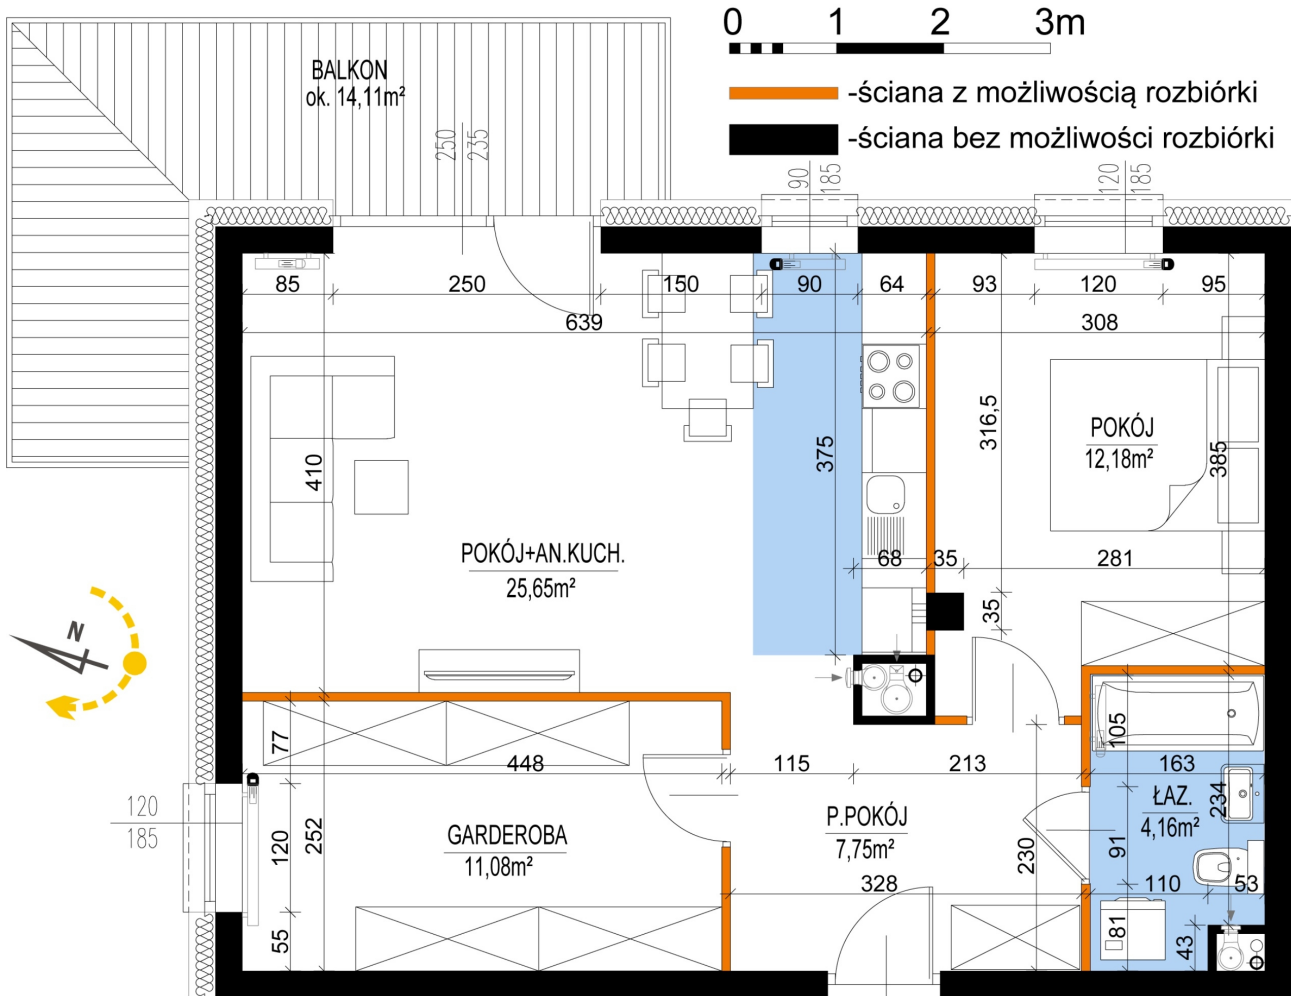 0 1 2 3m
-ściana z możliwością rozbiórki
-ściana bez możliwości rozbiórki
BALKON
ok. 14,11m²
250
235
90
185
120
185
85 250 150 90 64 93 120 95
639 308
410
375
316,5
385
POKÓJ
12,18m²
POKÓJ+AN.KUCH.
25,65m²
68 35 281
35
N
77
448 115 213 163
105
234
120
185
120
252
55
GARDEROBA
11,08m²
P.POKÓJ
7,75m²
230
328
ŁAZ.
4,16m²
91
110 53
81
43